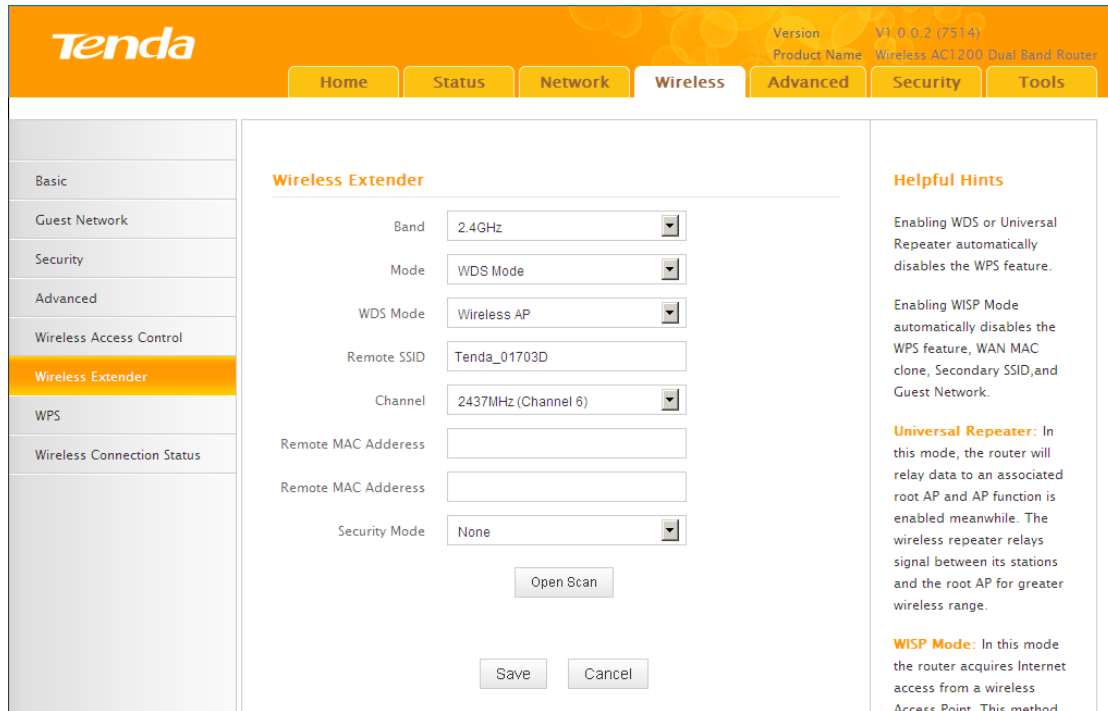 Tenda
Version V1.0.0.2 (7514)
Product Name Wireless AC1200 Dual Band Router
Home Status Network Wireless Advanced Security Tools
Basic
Guest Network
Security
Advanced
Wireless Access Control
Wireless Extender
WPS
Wireless Connection Status
Wireless Extender
Band 2.4GHz
Mode WDS Mode
WDS Mode Wireless AP
Remote SSID Tenda_01703D
Channel 2437MHz (Channel 6)
Remote MAC Adderess
Remote MAC Adderess
Security Mode None
Open Scan
Save Cancel
Helpful Hints
Enabling WDS or Universal
Repeater automatically
disables the WPS feature.
Enabling WISP Mode
automatically disables the
WPS feature, WAN MAC
clone, Secondary SSID,and
Guest Network.
Universal Repeater: In
this mode, the router will
relay data to an associated
root AP and AP function is
enabled meanwhile. The
wireless repeater relays
signal between its stations
and the root AP for greater
wireless range.
WISP Mode: In this mode
the router acquires Internet
access from a wireless
Access Point. This method